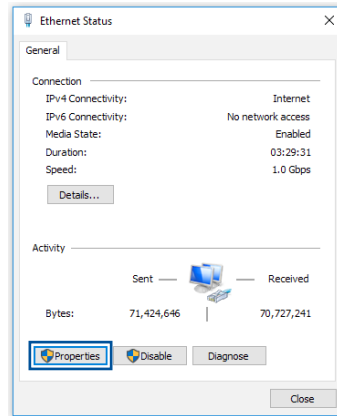 Ethernet Status
General
Connection
IPv4 Connectivity: Internet
IPv6 Connectivity: No network access
Media State: Enabled
Duration: 03:29:31
Speed: 1.0 Gbps
Details...
Activity
Sent Received
Bytes: 71,424,646 70,727,241
Properties Disable Diagnose
Close